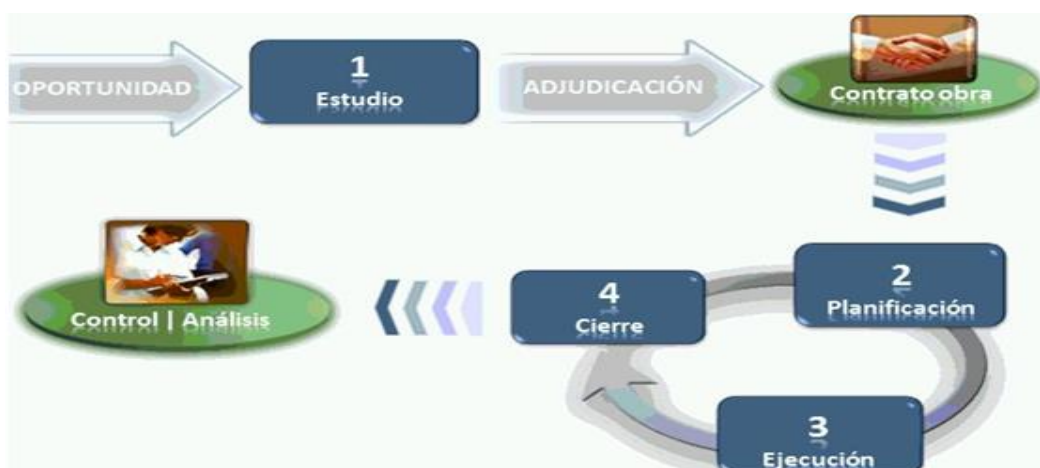 OPORTUNIDAD
1
Estudio
ADJUDICACIÓN
Contrato obra
2
Planificación
4
Cierre
Control | Análisis
3
Ejecución